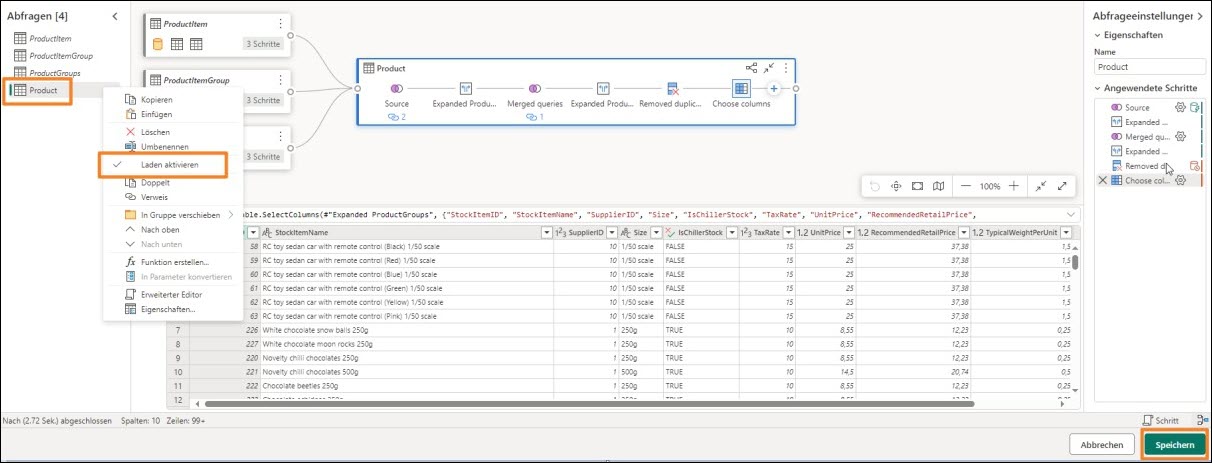 Abfragen [4]
ProductItem
ProductItemGroup
ProductGroups
Product
Kopieren
Einfügen
Löschen
Umbenennen
Laden aktivieren
Doppelt
Verweis
In Gruppe verschieben
Nach oben
Nach unten
Funktion erstellen...
In Parameter konvertieren
Erweiterter Editor
Eigenschaften...
ProductItem
3 Schritte
ProductItemGroup
3 Schritte
3 Schritte
Product
Source
Expanded Produ...
Merged queries
Expanded Produ...
Removed duplic...
Choose columns
2
1
100%
able.SelectColumns(#"Expanded ProductGroups", {"StockItemID", "StockItemName", "SupplierID", "Size", "IsChillerStock", "TaxRate", "UnitPrice", "RecommendedRetailPrice",
StockItemName SupplierID Size IsChillerStock TaxRate UnitPrice RecommendedRetailPrice TypicalWeightPerUnit
58 RC toy sedan car with remote control (Black) 1/50 scale 10 1/50 scale FALSE 15 25 37,38 1,5
59 RC toy sedan car with remote control (Red) 1/50 scale 10 1/50 scale FALSE 15 25 37,38 1,5
60 RC toy sedan car with remote control (Blue) 1/50 scale 10 1/50 scale FALSE 15 25 37,38 1,5
61 RC toy sedan car with remote control (Green) 1/50 scale 10 1/50 scale FALSE 15 25 37,38 1,5
62 RC toy sedan car with remote control (Yellow) 1/50 scale 10 1/50 scale FALSE 15 25 37,38 1,5
63 RC toy sedan car with remote control (Pink) 1/50 scale 10 1/50 scale FALSE 15 25 37,38 1,5
7 226 White chocolate snow balls 250g 1 250g TRUE 10 8,55 12,23 0,25
8 227 White chocolate moon rocks 250g 1 250g TRUE 10 8,55 12,23 0,25
9 220 Novelty chilli chocolates 250g 1 250g TRUE 10 8,55 12,23 0,25
10 221 Novelty chilli chocolates 500g 1 500g TRUE 10 14,5 20,74 0,5
11 222 Chocolate beetles 250g 1 250g TRUE 10 8,55 12,23 0,25
12
Abfrageeinstellungen
Eigenschaften
Name
Product
Angewendete Schritte
Source
Expanded ...
Merged qu...
Expanded ...
Removed d
Choose col...
Nach (2.72 Sek.) abgeschlossen Spalten: 10 Zeilen: 99+
Schritt
Abbrechen
Speichern